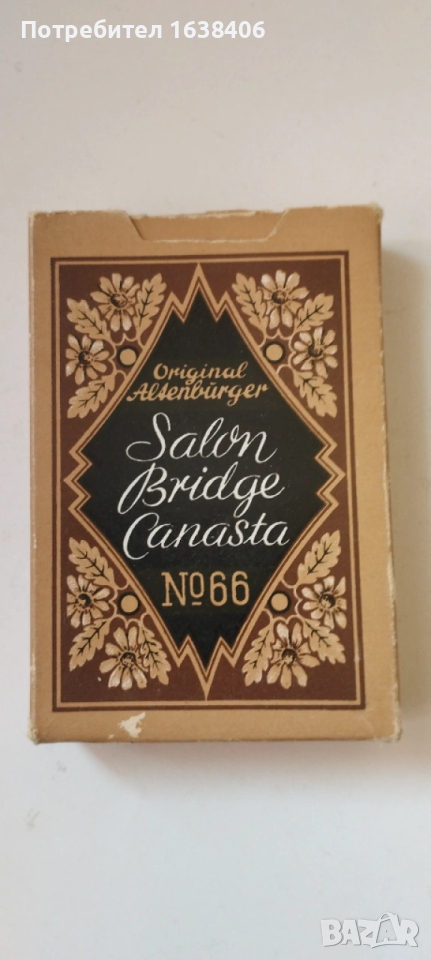 Потребител 1638406
Original
Altenburger
Salon
Bridge
Canasta
No66
BAZAR